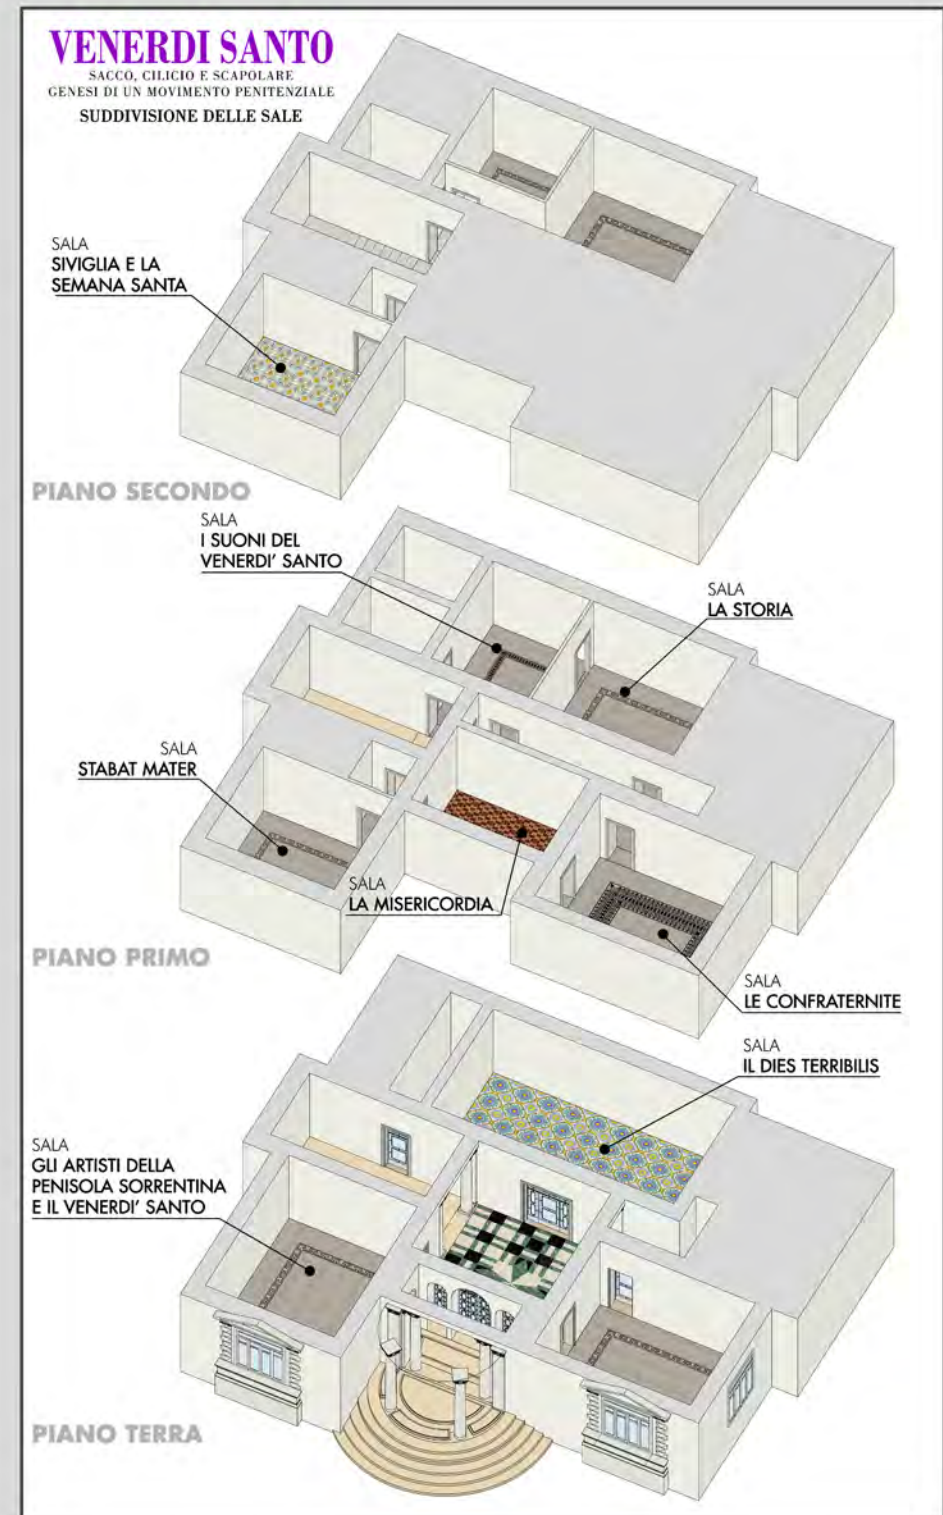 VENERDI SANTO
SACCO, CILICIO E SCAPOLARE
GENESI DI UN MOVIMENTO PENITENZIALE
SUDDIVISIONE DELLE SALE
SALA
SIVIGLIA E LA
SEMANA SANTA
PIANO SECONDO
SALA
I SUONI DEL
VENERDI' SANTO
SALA
LA STORIA
SALA
STABAT MATER
SALA
LA MISERICORDIA
PIANO PRIMO
SALA
LE CONFRATERNITE
SALA
IL DIES TERRIBILIS
SALA
GLI ARTISTI DELLA
PENISOLA SORRENTINA
E IL VENERDI' SANTO
PIANO TERRA